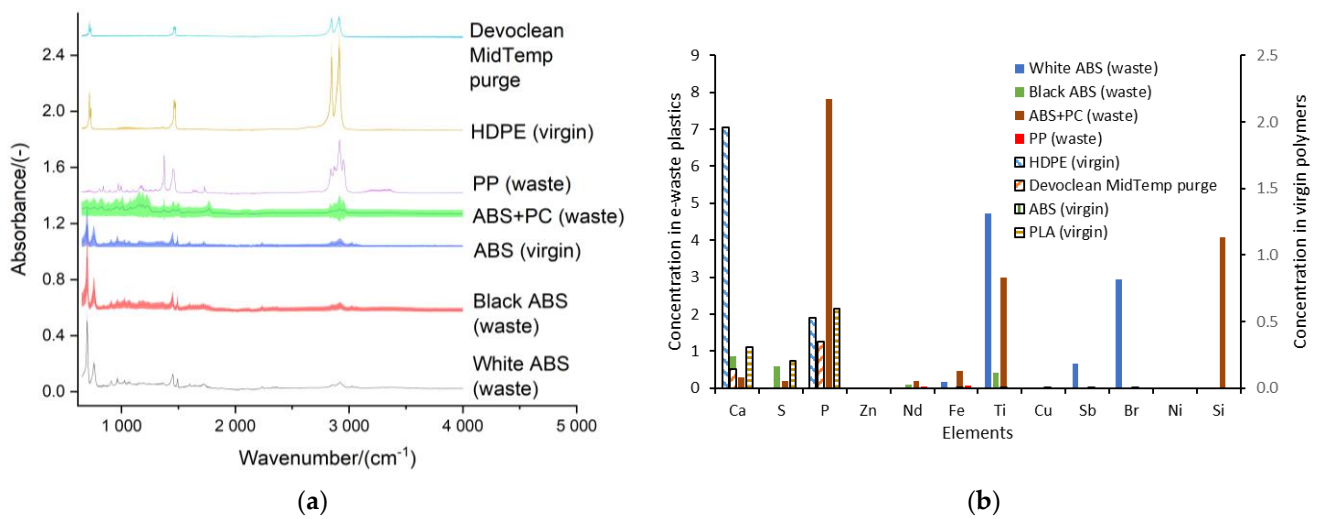 Absorbance/(-)
2.4
2.0
1.6
1.2
0.8
0.4
0.0
Devoclean
MidTemp
purge
HDPE (virgin)
PP (waste)
ABS+PC (waste)
ABS (virgin)
Black ABS
(waste)
White ABS
(waste)
1 000
2 000
3 000
4 000
5 000
Wavenumber/(cm-1)
(a)
Concentration in e-waste plastics
9
8
7
6
5
4
3
2
1
0
White ABS (waste)
Black ABS (waste)
ABS+PC (waste)
PP (waste)
HDPE (virgin)
Devoclean MidTemp purge
ABS (virgin)
PLA (virgin)
2.5
2.0
1.5
1.0
0.5
0.0
Concentration in virgin polymers
Ca S P Zn Nd Fe Ti Cu Sb Br Ni Si
Elements
(b)